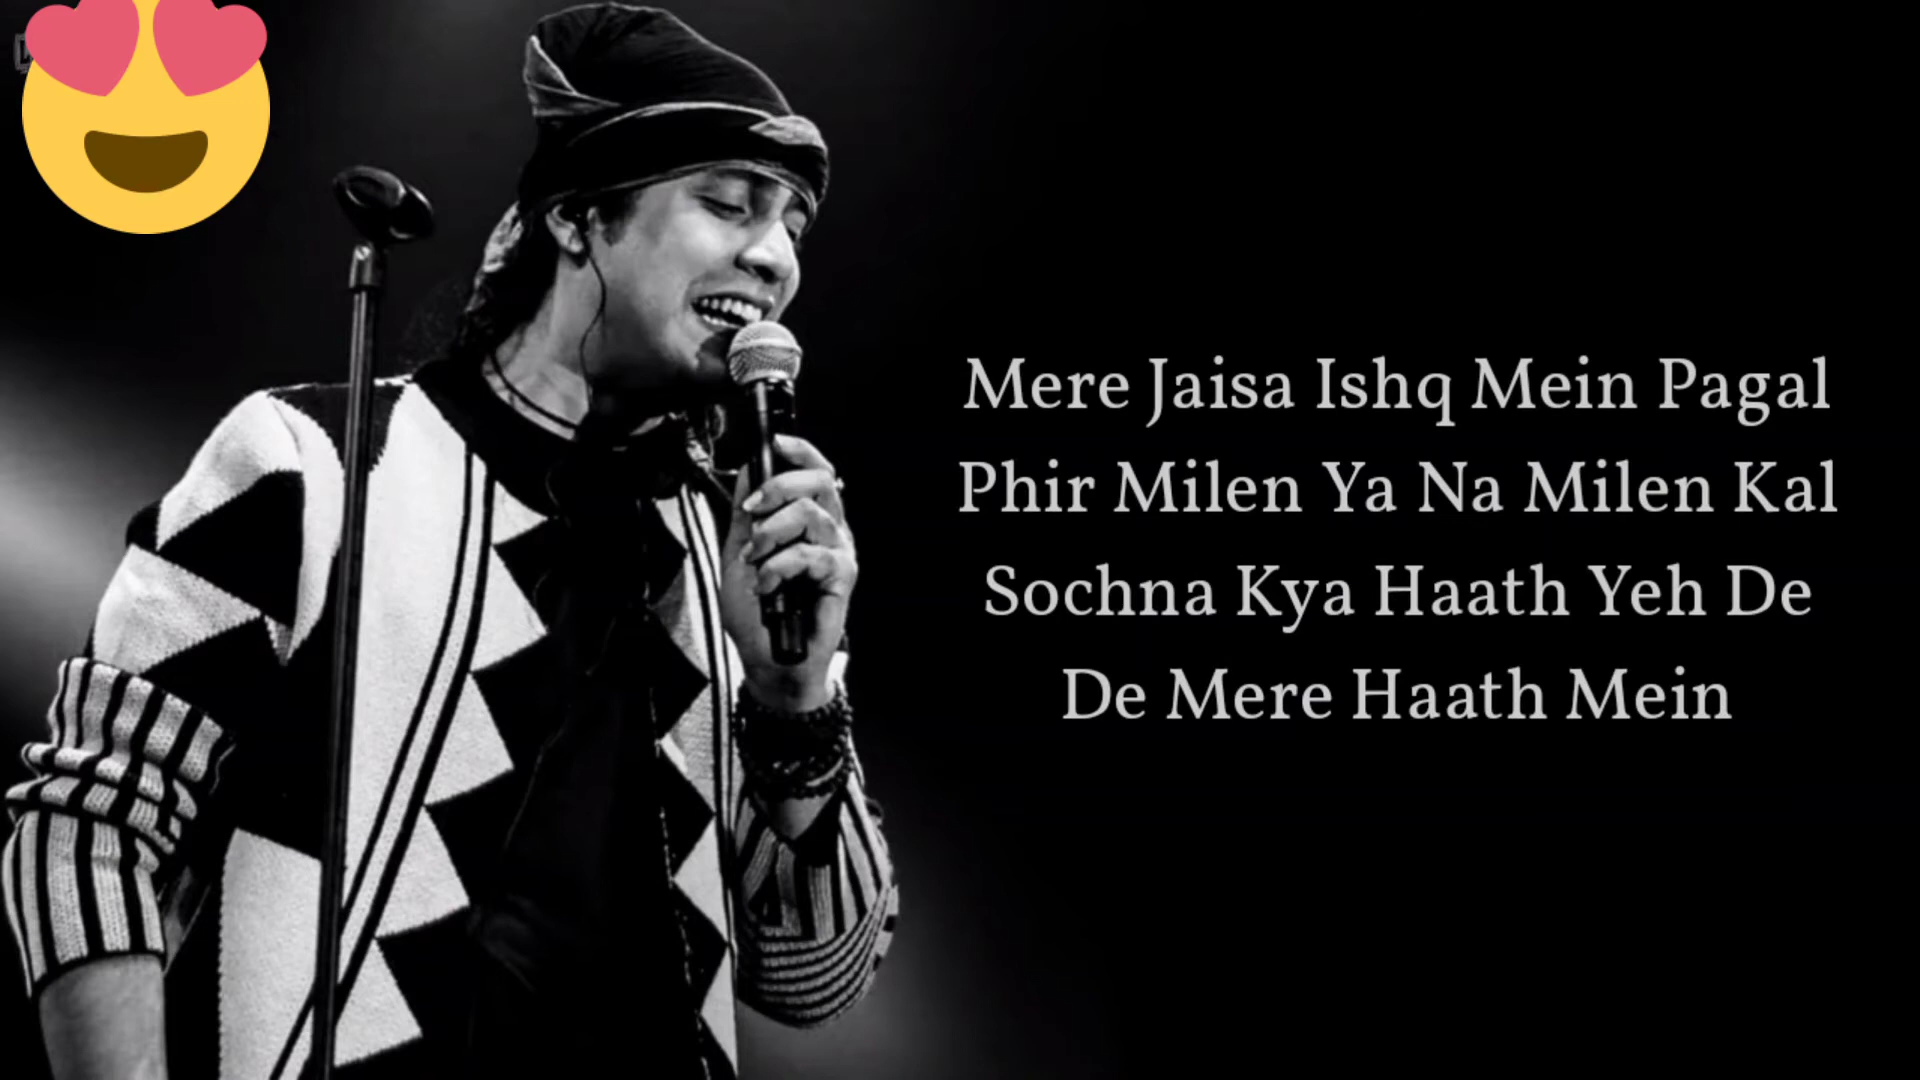 Mere Jaisa Ishq Mein Pagal
Phir Milen Ya Na Milen Kal
Sochna Kya Haath Yeh De
De Mere Haath Mein